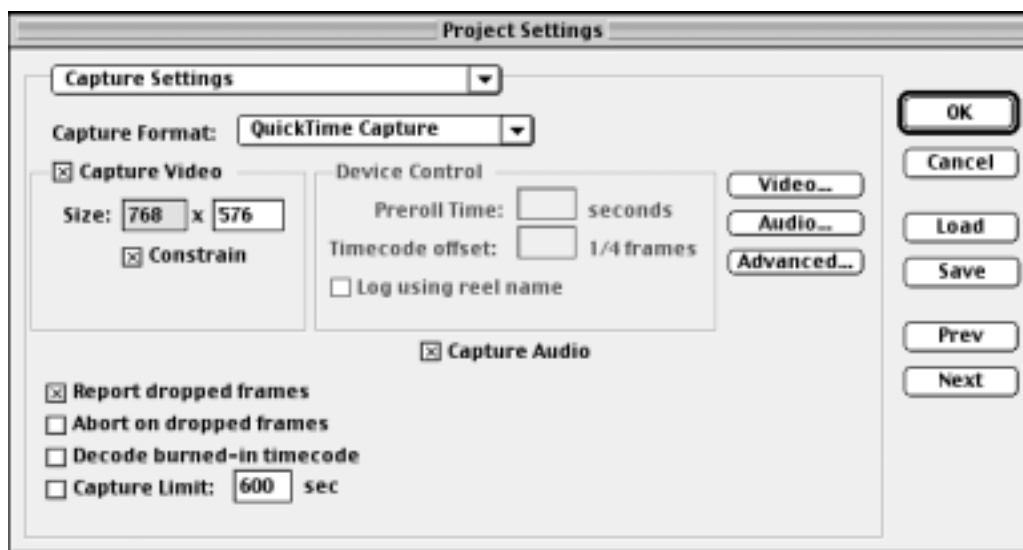 Project Settings
Capture Settings
Capture Format: QuickTime Capture
Capture Video
Size: 768 x 576
Constrain
Device Control
Preroll Time: seconds
Timecode offset: 1/4 frames
Log using reel name
Video...
Audio...
Advanced...
Capture Audio
Report dropped frames
Abort on dropped frames
Decode burned-in timecode
Capture Limit: 600 sec
OK
Cancel
Load
Save
Prev
Next